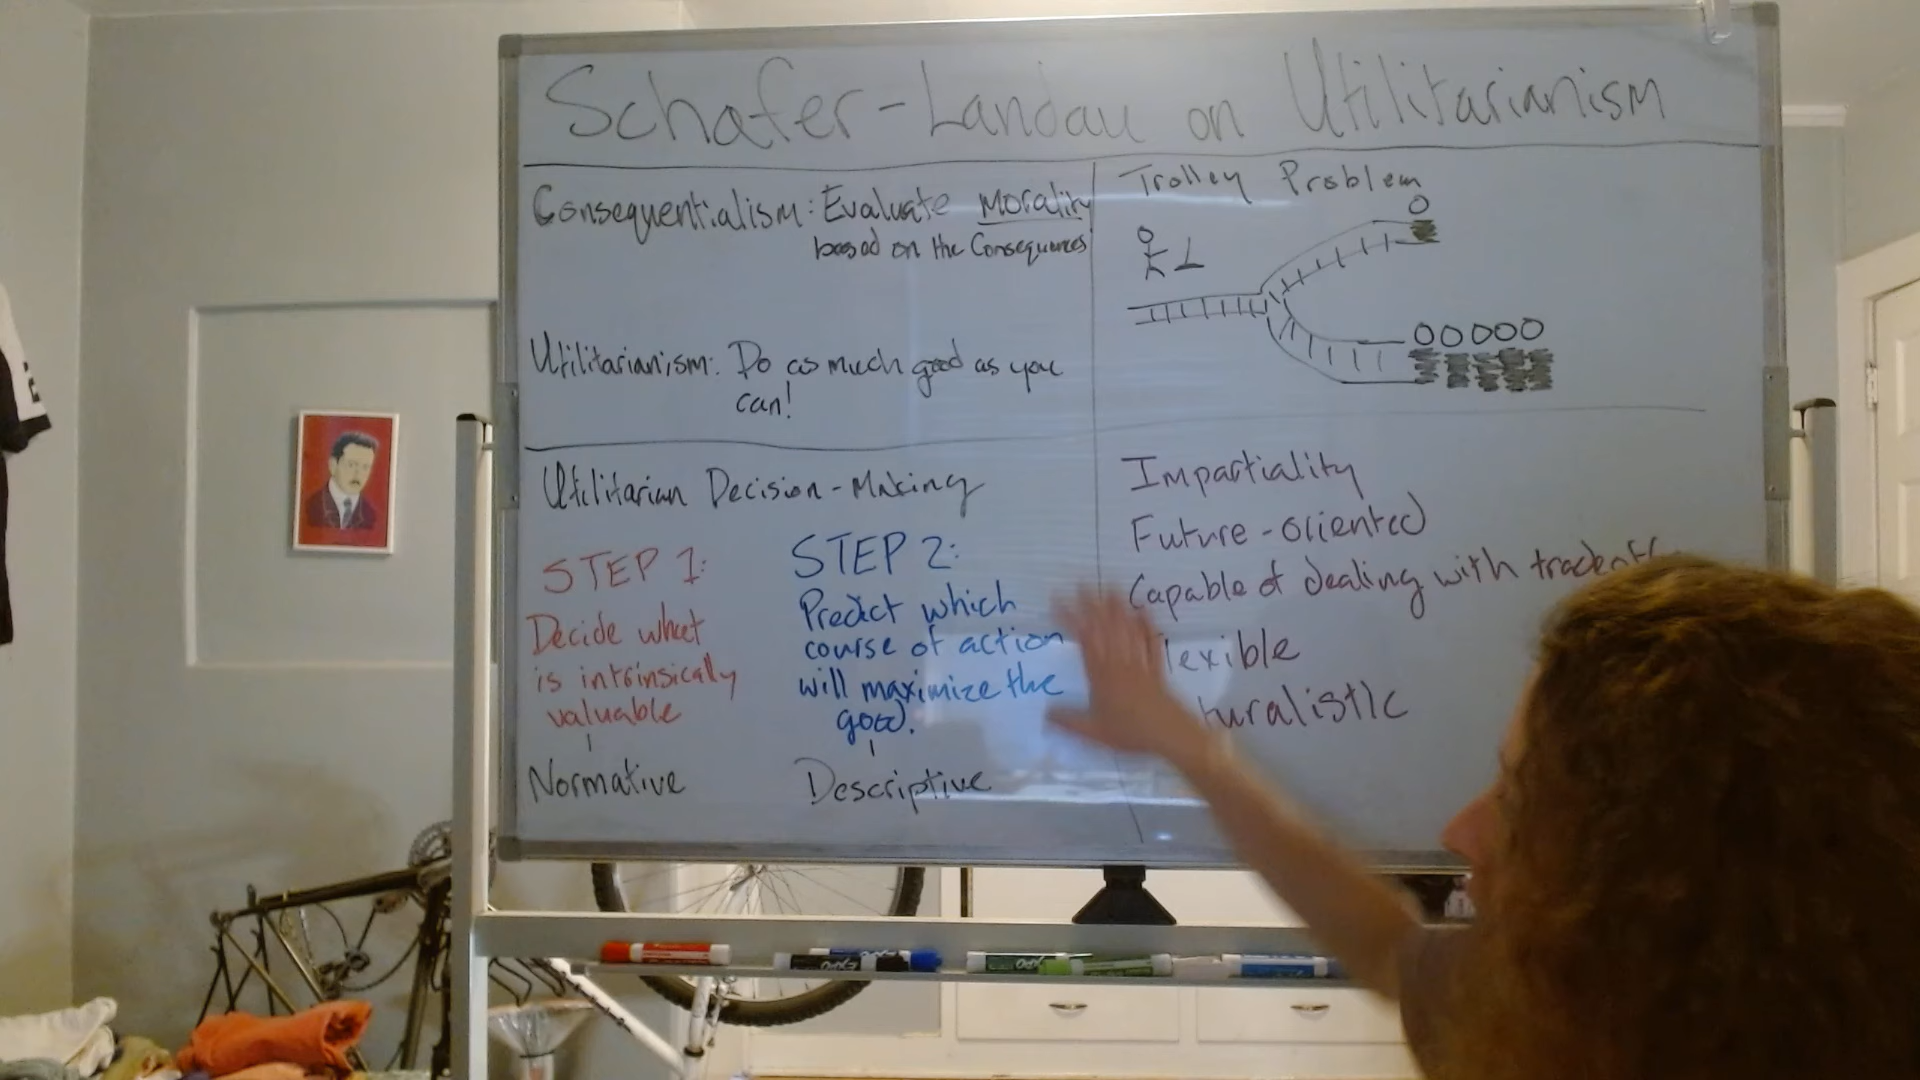 Schafer-Landau on Utilitarianism
Consequentialism: Evaluate Morality
based on the Consequences
Utilitarianism: Do as much good as you
can!
Trolley Problem
Utilitarian Decision-Making
STEP 1:
Decide what
is intrinsically
valuable
Normative
STEP 2:
Predict which
course of action
will maximize the
good.
Descriptive
Impartiality
Future-oriented
Capable of dealing with tradeoff
lexible
turalistic